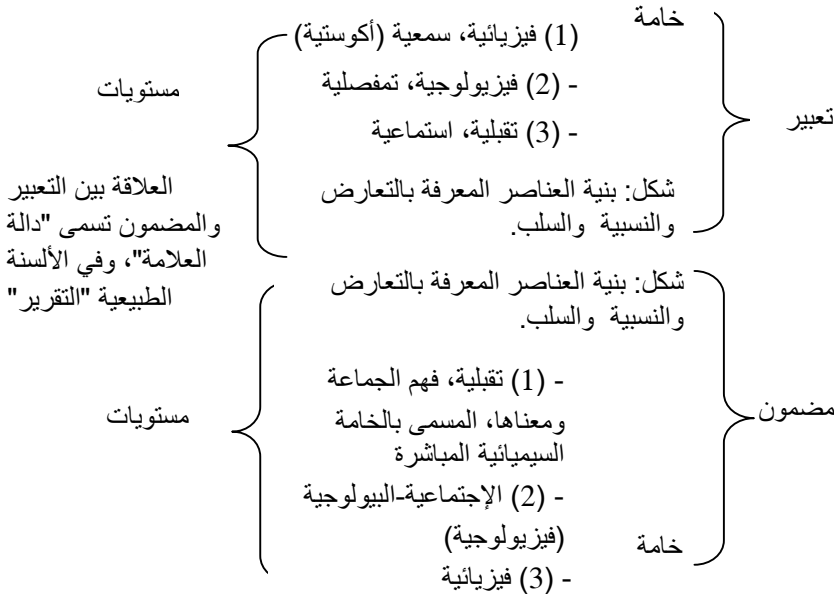 خامة
(1) فيزيائية، سمعية (أكوستية)
- (2) فيزيولوجية، تمفصلية
- (3) تقبلية، استماعية
شكل: بنية العناصر المعرفة بالتعارض
والنسبية والسلب.
تعبير
مستويات
العلاقة بين التعبير
والمضمون تسمى "دالة
العلامة"، وفي الألسنة
الطبيعية "التقرير"
شكل: بنية العناصر المعرفة بالتعارض
والنسبية والسلب.
- (1) تقبلية، فهم الجماعة
ومعناها، المسمى بالخامة
السيميائية المباشرة
- (2) الإجتماعية-البيولوجية
(فيزيولوجية)
- (3) فيزيائية
خامة
مضمون
مستويات